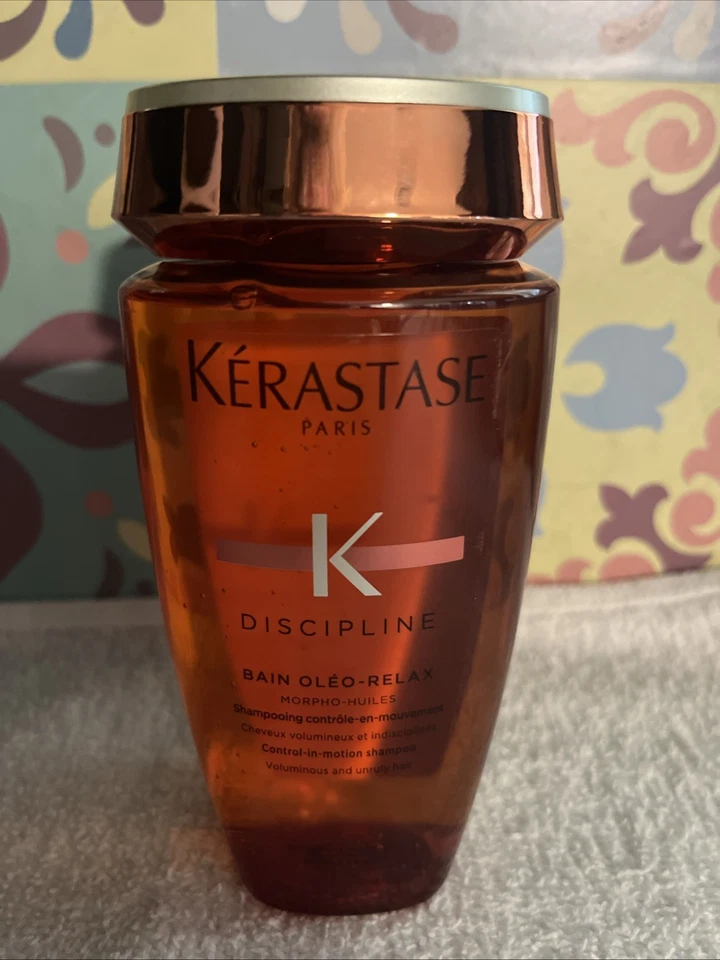 KÉRASTASE
PARIS
K
DISCIPLINE
BAIN OLÉO-RELAX
MORPHO-HUILES
Shampooing contrôle-en-mouvement
Cheveux volumineux et indisciplinés
Control-in-motion shampoo
Voluminous and unruly hair